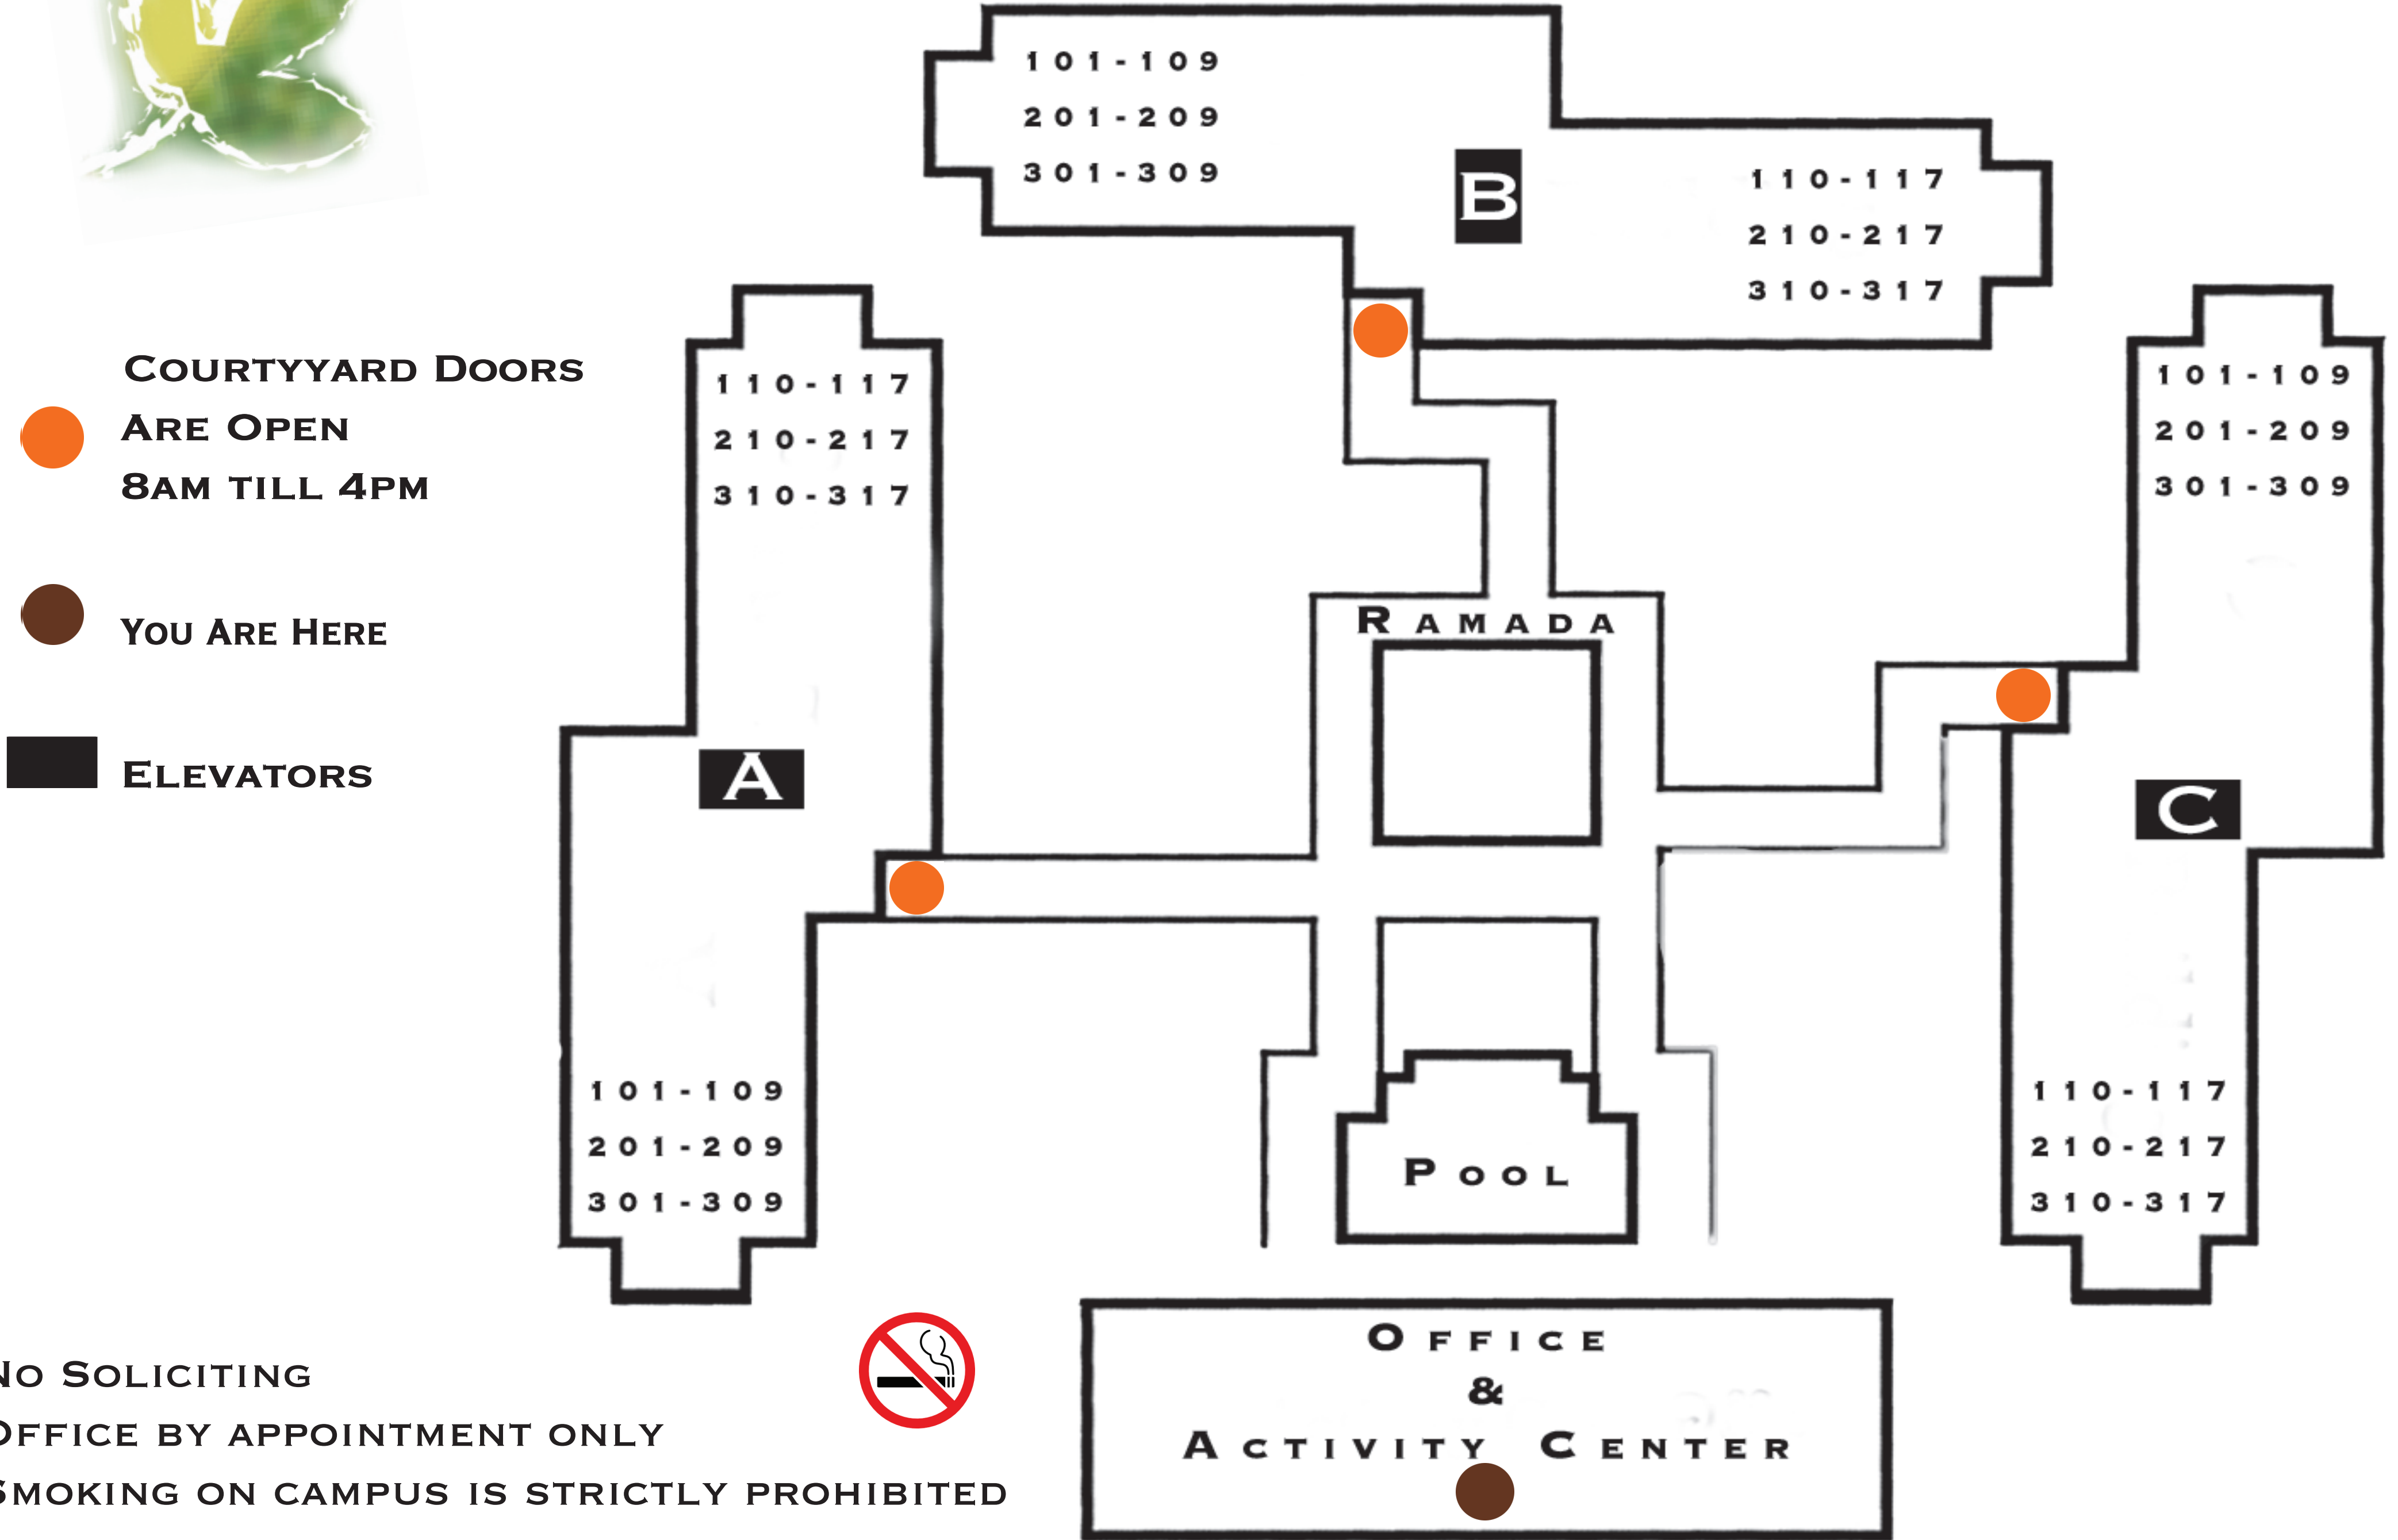 101-109
201-209
301-309
B
110-117
210-217
310-317
Courtyyard Doors
Are Open
8am till 4pm
You Are Here
Elevators
110-117
210-217
310-317
A
101-109
201-209
301-309
Ramada
101-109
201-209
301-309
C
110-117
210-217
310-317
Pool
Office
&
Activity Center
No Soliciting
Office by appointment only
Smoking on campus is strictly prohibited